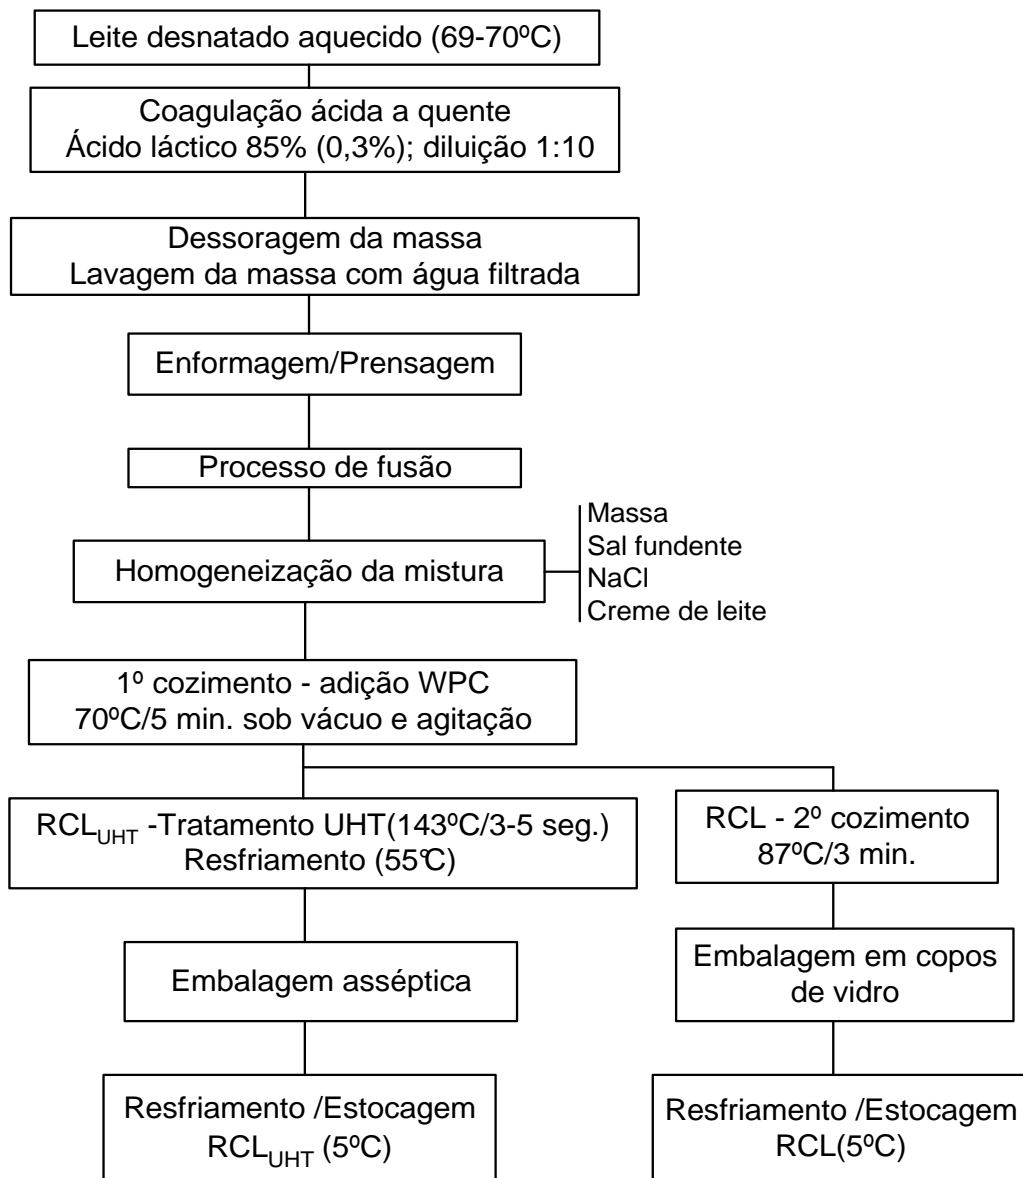 Leite desnatado aquecido (69-70ºC)
Coagulação ácida a quente
Ácido láctico 85% (0,3%); diluição 1:10
Dessoragem da massa
Lavagem da massa com água filtrada
Enformagem/Prensagem
Processo de fusão
Homogeneização da mistura
Massa
Sal fundente
NaCl
Creme de leite
1º cozimento - adição WPC
70ºC/5 min. sob vácuo e agitação
RCLUHT -Tratamento UHT(143ºC/3-5 seg.)
Resfriamento (55ºC)
RCL - 2º cozimento
87ºC/3 min.
Embalagem asséptica
Embalagem em copos
de vidro
Resfriamento /Estocagem
RCLUHT (5ºC)
Resfriamento /Estocagem
RCL(5ºC)